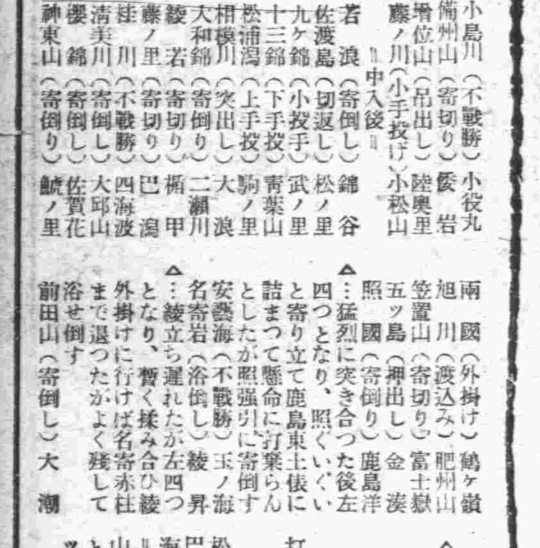 小島川（不戰勝）小役丸
備州山（寄切り）倭岩
増位山（吊出し）陸奥里
藤ノ川（小手投げ）小松山
〃中入後〃
若浪（寄倒し）錦谷
佐渡島（切返し）松ノ里
九ケ錦（小投手）武ノ里
十三錦（下手投）青葉山
松浦潟（上手投）駒ノ里
相模川（突出し）大浪
大和錦（寄倒り）二瀬川
綾若（寄切り）楯甲
藤ノ里（寄切り）巴潟
桂川（不戰勝）四海波
清美川（寄倒し）大邱山
櫻錦（寄倒し）佐賀花
神東山（寄倒り）鯱ノ里
兩國（外掛け）鶴ケ嶺
旭川（渡込み）肥州山
笠置山（寄切り）富士嶽
五ツ島（押出し）金湊
照國（寄倒り）鹿島洋
△…猛烈に突き合つた後左
四つとなり、照ぐいぐい
と寄り立て鹿島東土俵に
詰まつて懸命に打棄らん
としたが照强引に寄倒す
安藝海（不戰勝）玉ノ海
名寄岩（浴倒し）綾昇
△…綾立ち遅れたが左四つ
となり、暫く揉み合ひ綾
外掛けに行けば名寄赤柱
まで退つたがよく殘して
浴せ倒す
前田山（寄倒し）大潮